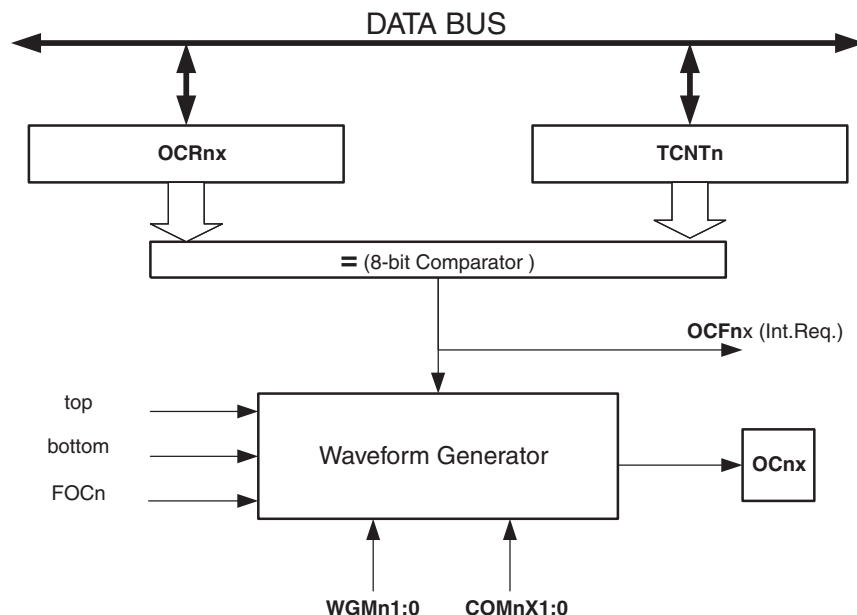 DATA BUS
OCRnx
TCNTn
= (8-bit Comparator )
OCFnx (Int.Req.)
top
bottom
FOCn
Waveform Generator
OCnx
WGMn1:0
COMnX1:0